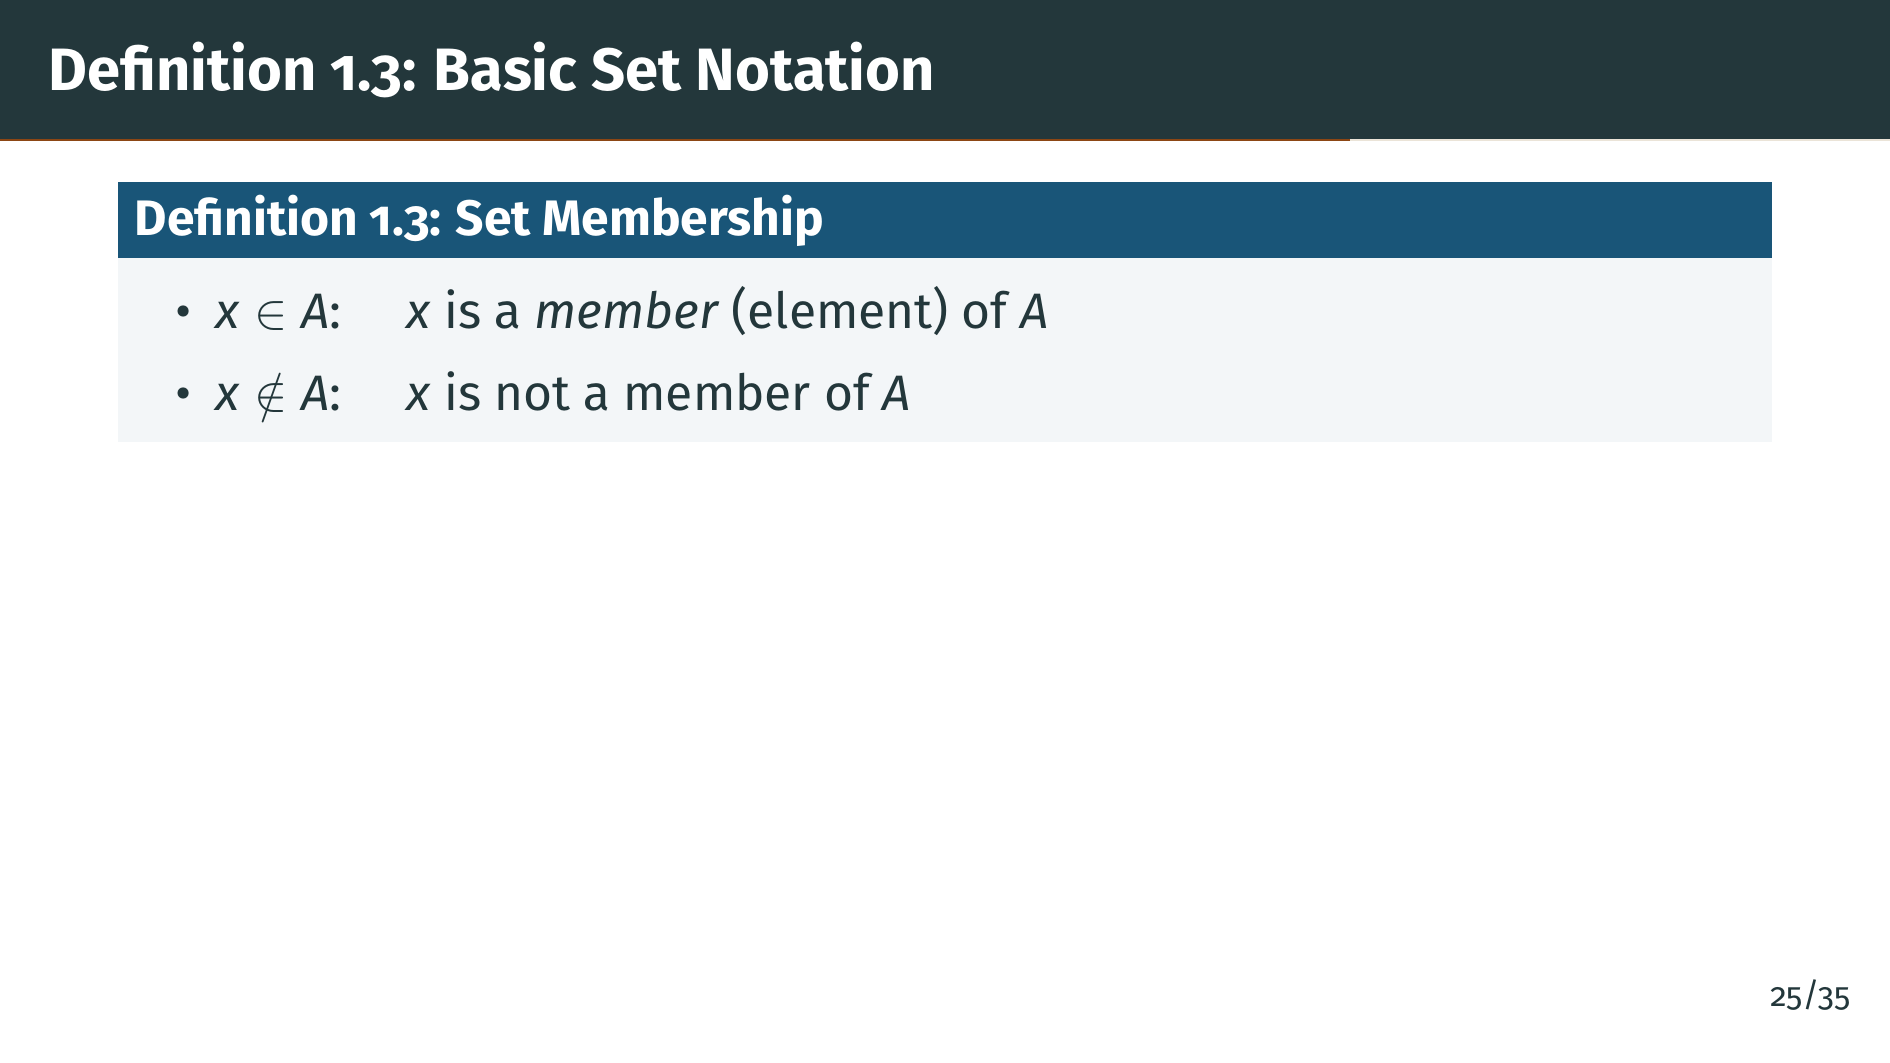 Definition 1.3: Basic Set Notation
Definition 1.3: Set Membership
• x ∈ A: x is a member (element) of A
• x ∉ A: x is not a member of A
25/35